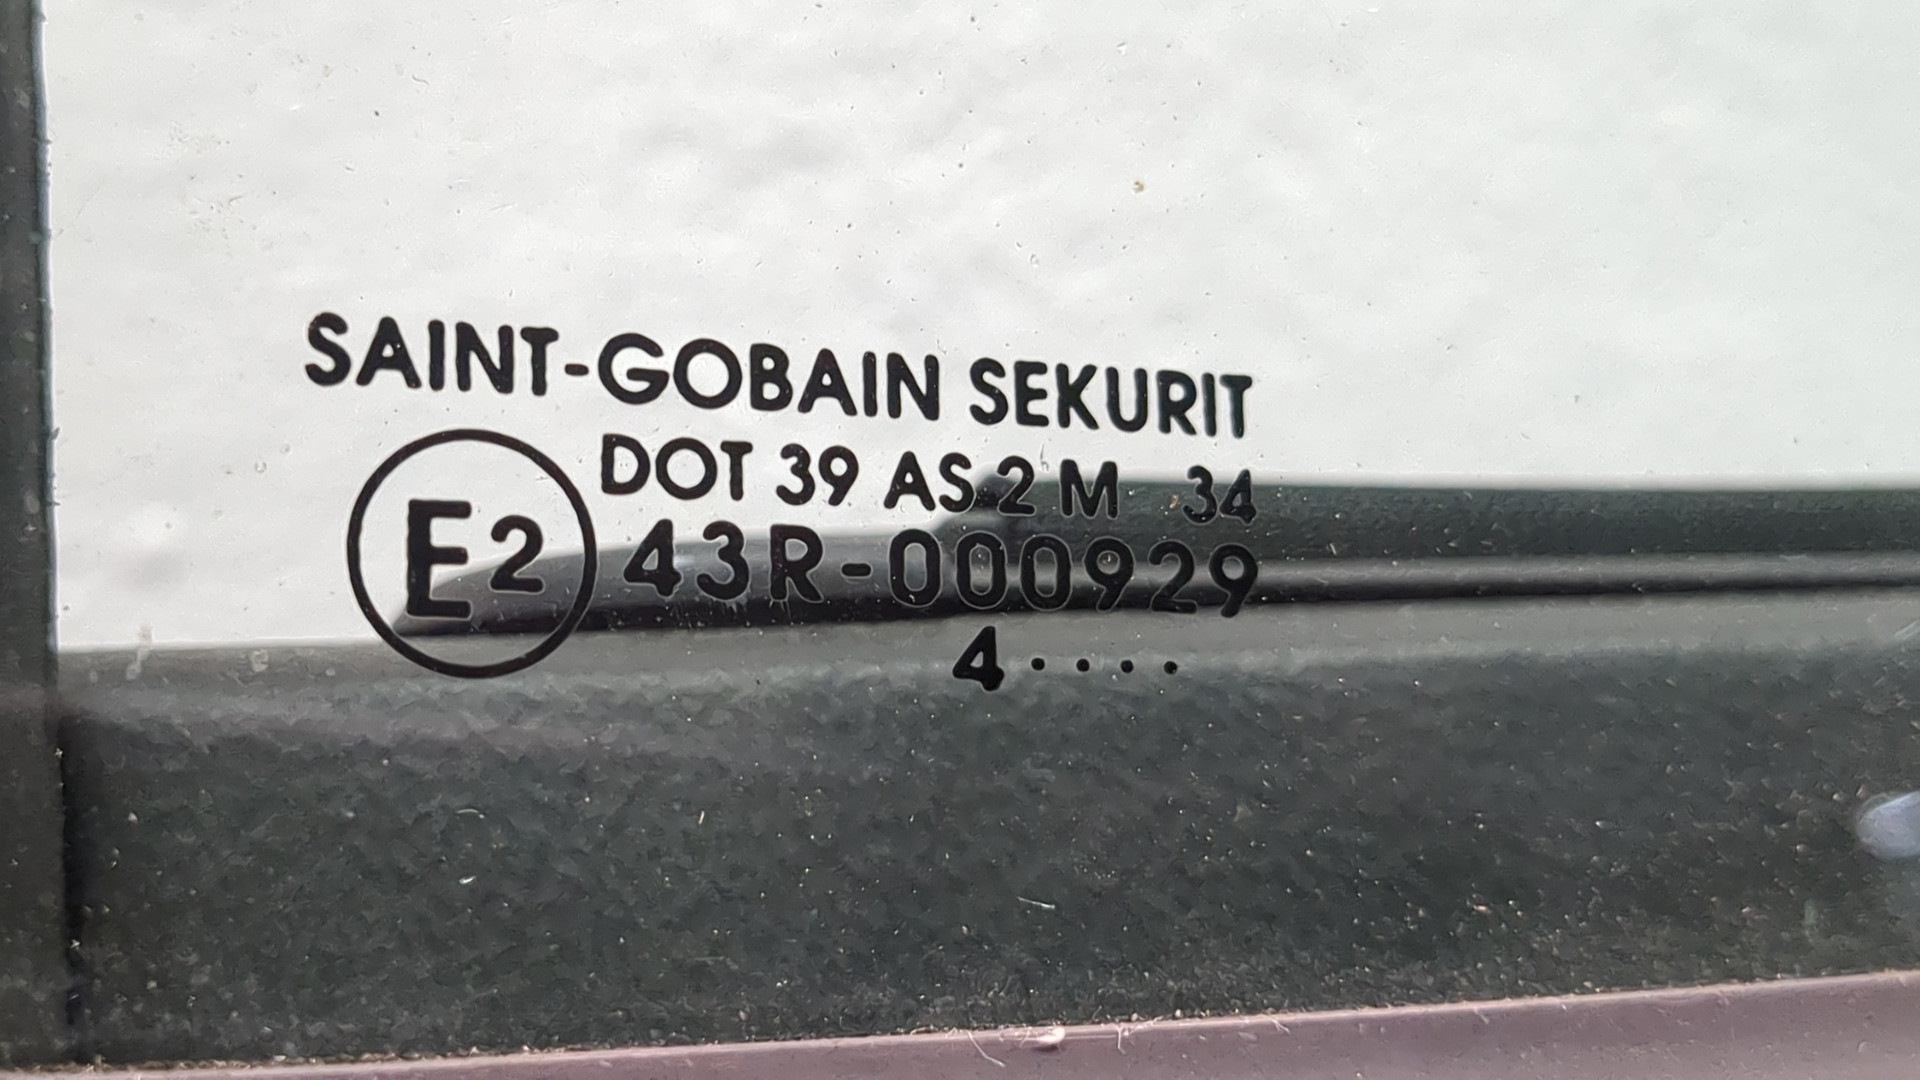 SAINT-GOBAIN SEKURIT
DOT 39 AS 2 M 34
E2 43R-000929
4 · · · ·